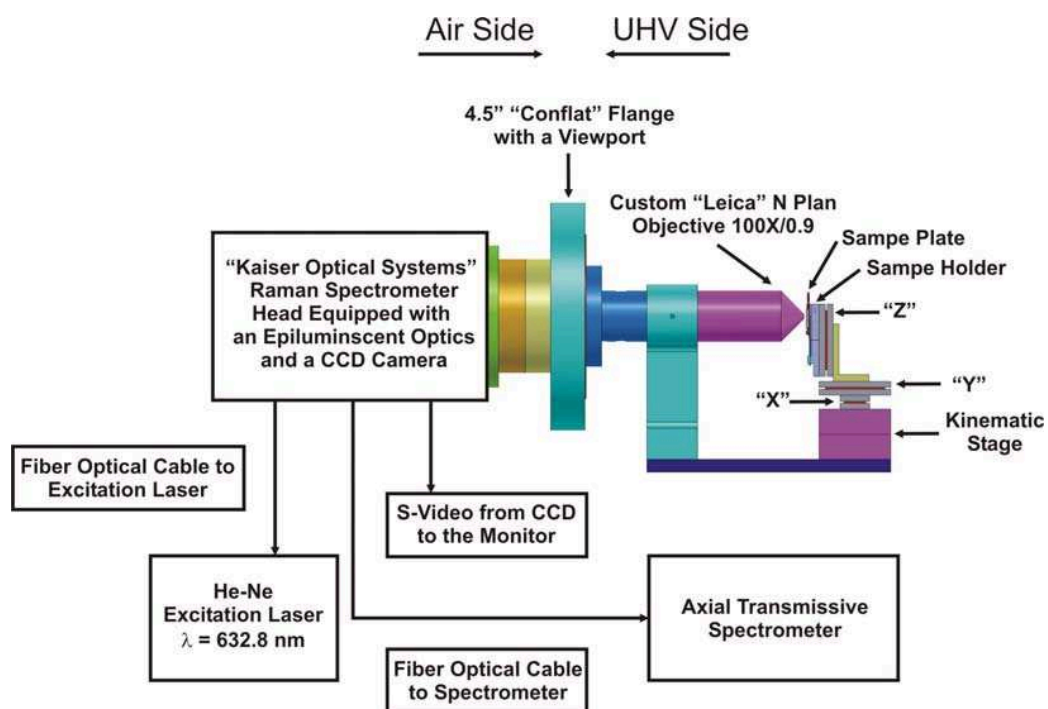 Air Side
UHV Side
4.5” “Conflat” Flange
with a Viewport
Custom “Leica” N Plan
Objective 100X/0.9
Sampe Plate
Sampe Holder
“Z”
“Y”
“X”
Kinematic
Stage
“Kaiser Optical Systems”
Raman Spectrometer
Head Equipped with
an Epiluminscent Optics
and a CCD Camera
Fiber Optical Cable to
Excitation Laser
S-Video from CCD
to the Monitor
He-Ne
Excitation Laser
λ = 632.8 nm
Axial Transmissive
Spectrometer
Fiber Optical Cable
to Spectrometer